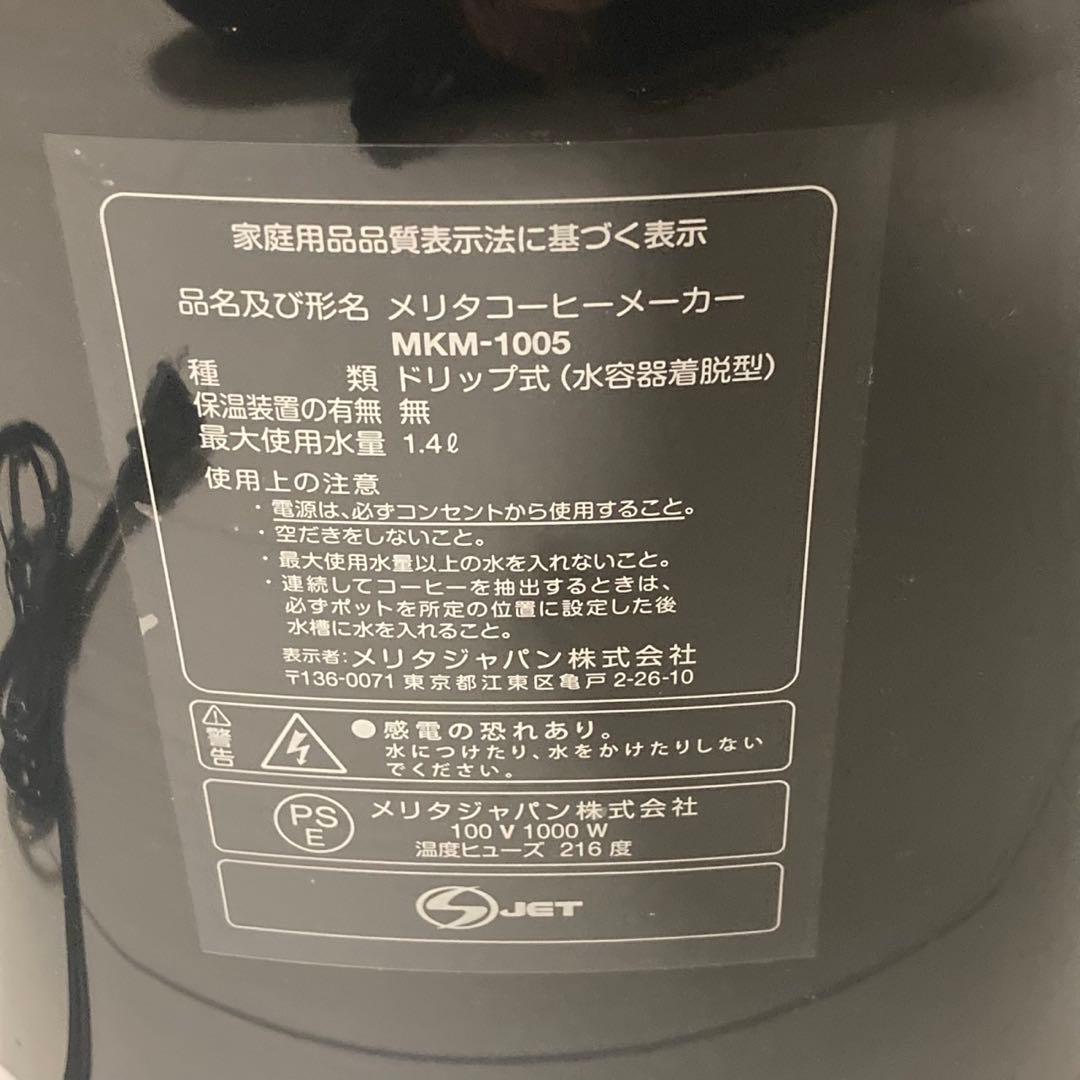 家庭用品品質表示法に基づく表示
品名及び形名 メリタコーヒーメーカー
MKM-1005
種類 ドリップ式(水容器着脱型)
保温装置の有無 無
最大使用水量 1.4ℓ
使用上の注意
・電源は、必ずコンセントから使用すること。
・空だきをしないこと。
・最大使用水量以上の水を入れないこと。
・連続してコーヒーを抽出するときは、
必ずポットを所定の位置に設定した後
水槽に水を入れること。
表示者:メリタジャパン株式会社
〒136-0071 東京都江東区亀戸 2-26-10
警告
●感電の恐れあり。
水につけたり、水をかけたりしない
でください。
PS
E
メリタジャパン株式会社
100 V 1000 W
温度ヒューズ 216 度
JET